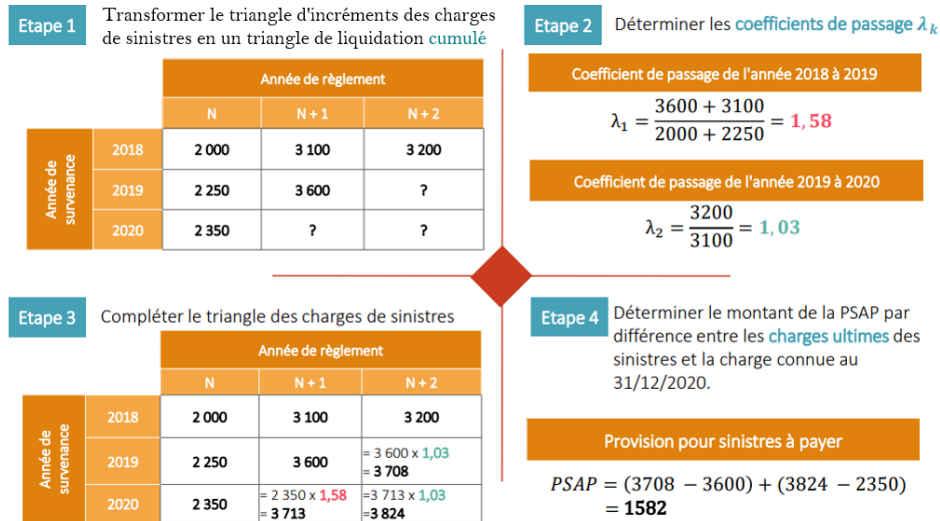 Etape 1
Transformer le triangle d'incréments des charges
de sinistres en un triangle de liquidation cumulé
Année de règlement
N N + 1 N + 2
Année de
survenance
2018 2 000 3 100 3 200
2019 2 250 3 600 ?
2020 2 350 ? ?
Etape 2
Déterminer les coefficients de passage λk
Coefficient de passage de l'année 2018 à 2019
λ1 = (3600 + 3100) / (2000 + 2250) = 1,58
Coefficient de passage de l'année 2019 à 2020
λ2 = 3200 / 3100 = 1,03
Etape 3
Compléter le triangle des charges de sinistres
Année de règlement
N N + 1 N + 2
Année de
survenance
2018 2 000 3 100 3 200
2019 2 250 3 600 = 3 600 x 1,03
= 3 708
2020 2 350 = 2 350 x 1,58 =3 713 x 1,03
= 3 713 =3 824
Etape 4
Déterminer le montant de la PSAP par
différence entre les charges ultimes des
sinistres et la charge connue au
31/12/2020.
Provision pour sinistres à payer
PSAP = (3708 − 3600) + (3824 − 2350)
= 1582